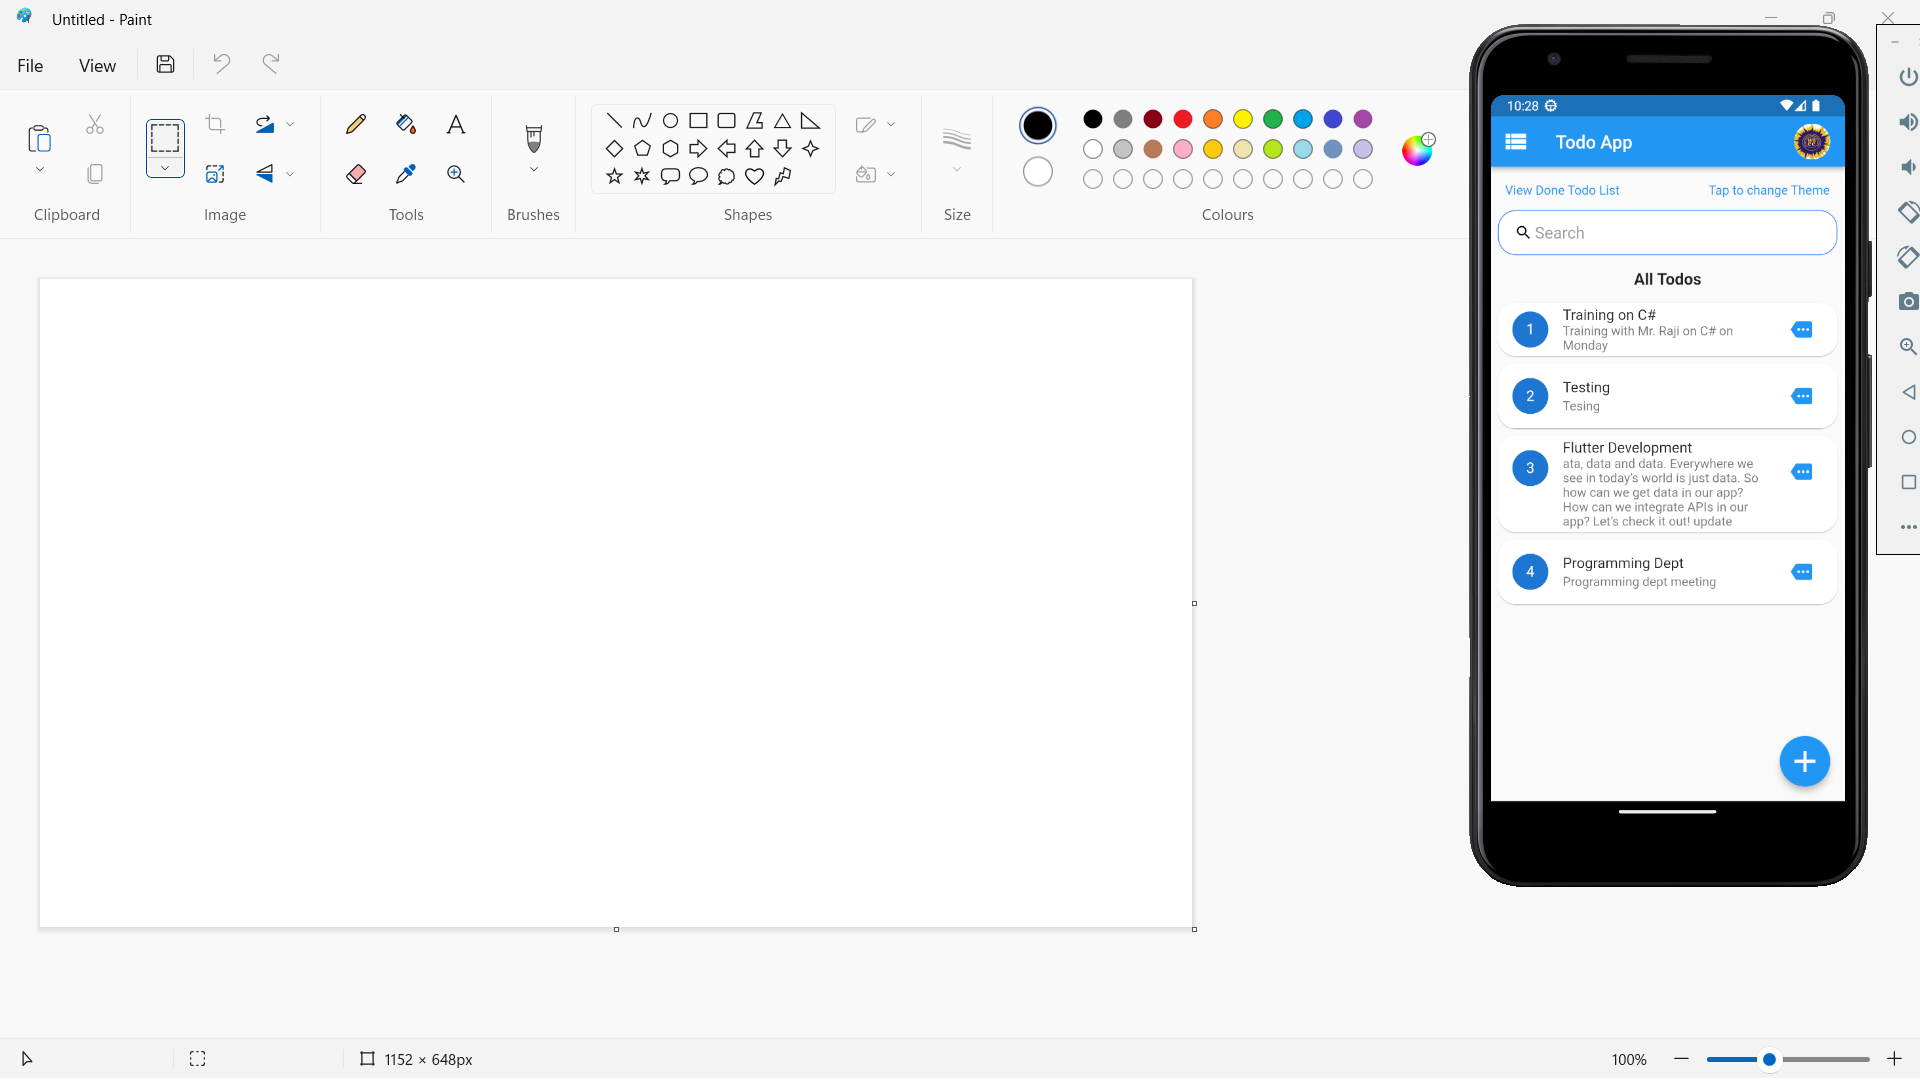 Untitled - Paint
File
View
Clipboard
Image
Tools
Brushes
Shapes
Size
Colours
10:28
Todo App
View Done Todo List
Tap to change Theme
Search
All Todos
1
Training on C#
Training with Mr. Raji on C# on
Monday
2
Testing
Tesing
3
Flutter Development
ata, data and data. Everywhere we
see in today's world is just data. So
how can we get data in our app?
How can we integrate APIs in our
app? Let's check it out! update
4
Programming Dept
Programming dept meeting
1152 × 648px
100%